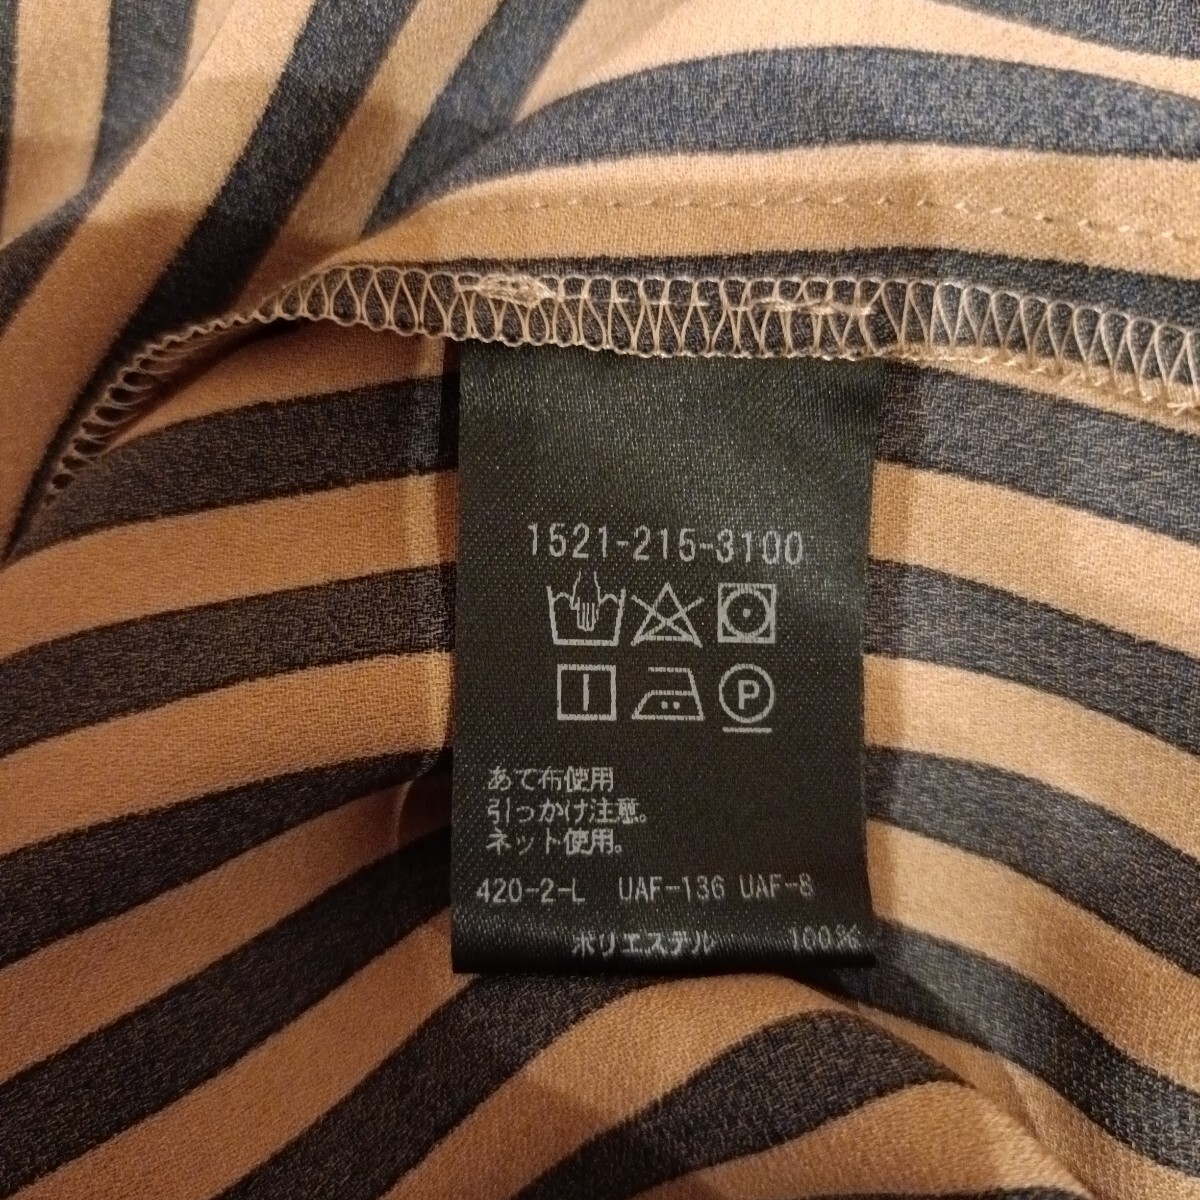 1521-215-3100
P
あて布使用
引っかけ注意。
ネット使用。
420-2-L UAF-136 UAF-8
ポリエステル 100%